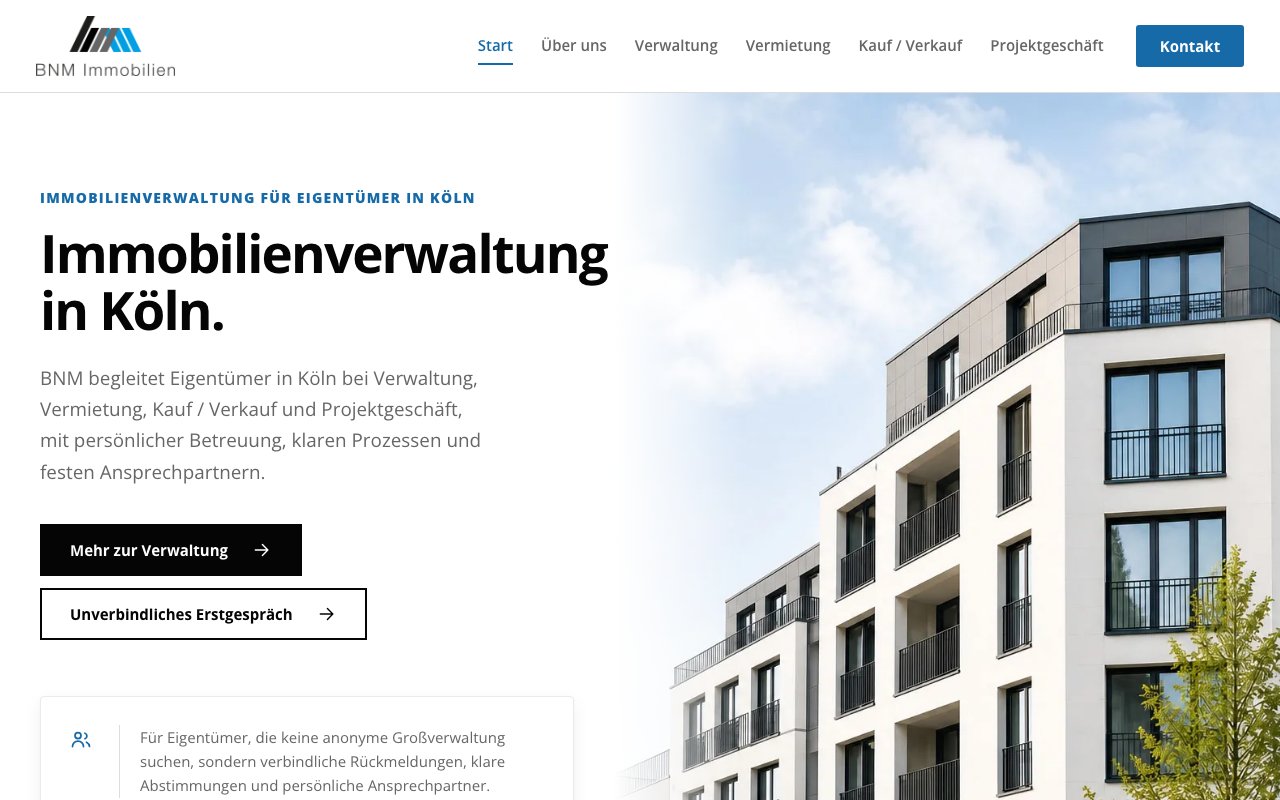 BNM Immobilien
Start
Über uns
Verwaltung
Vermietung
Kauf / Verkauf
Projektgeschäft
Kontakt
IMMOBILIENVERWALTUNG FÜR EIGENTÜMER IN KÖLN
Immobilienverwaltung
in Köln.
BNM begleitet Eigentümer in Köln bei Verwaltung,
Vermietung, Kauf / Verkauf und Projektgeschäft,
mit persönlicher Betreuung, klaren Prozessen und
festen Ansprechpartnern.
Mehr zur Verwaltung
Unverbindliches Erstgespräch
Für Eigentümer, die keine anonyme Großverwaltung
suchen, sondern verbindliche Rückmeldungen, klare
Abstimmungen und persönliche Ansprechpartner.